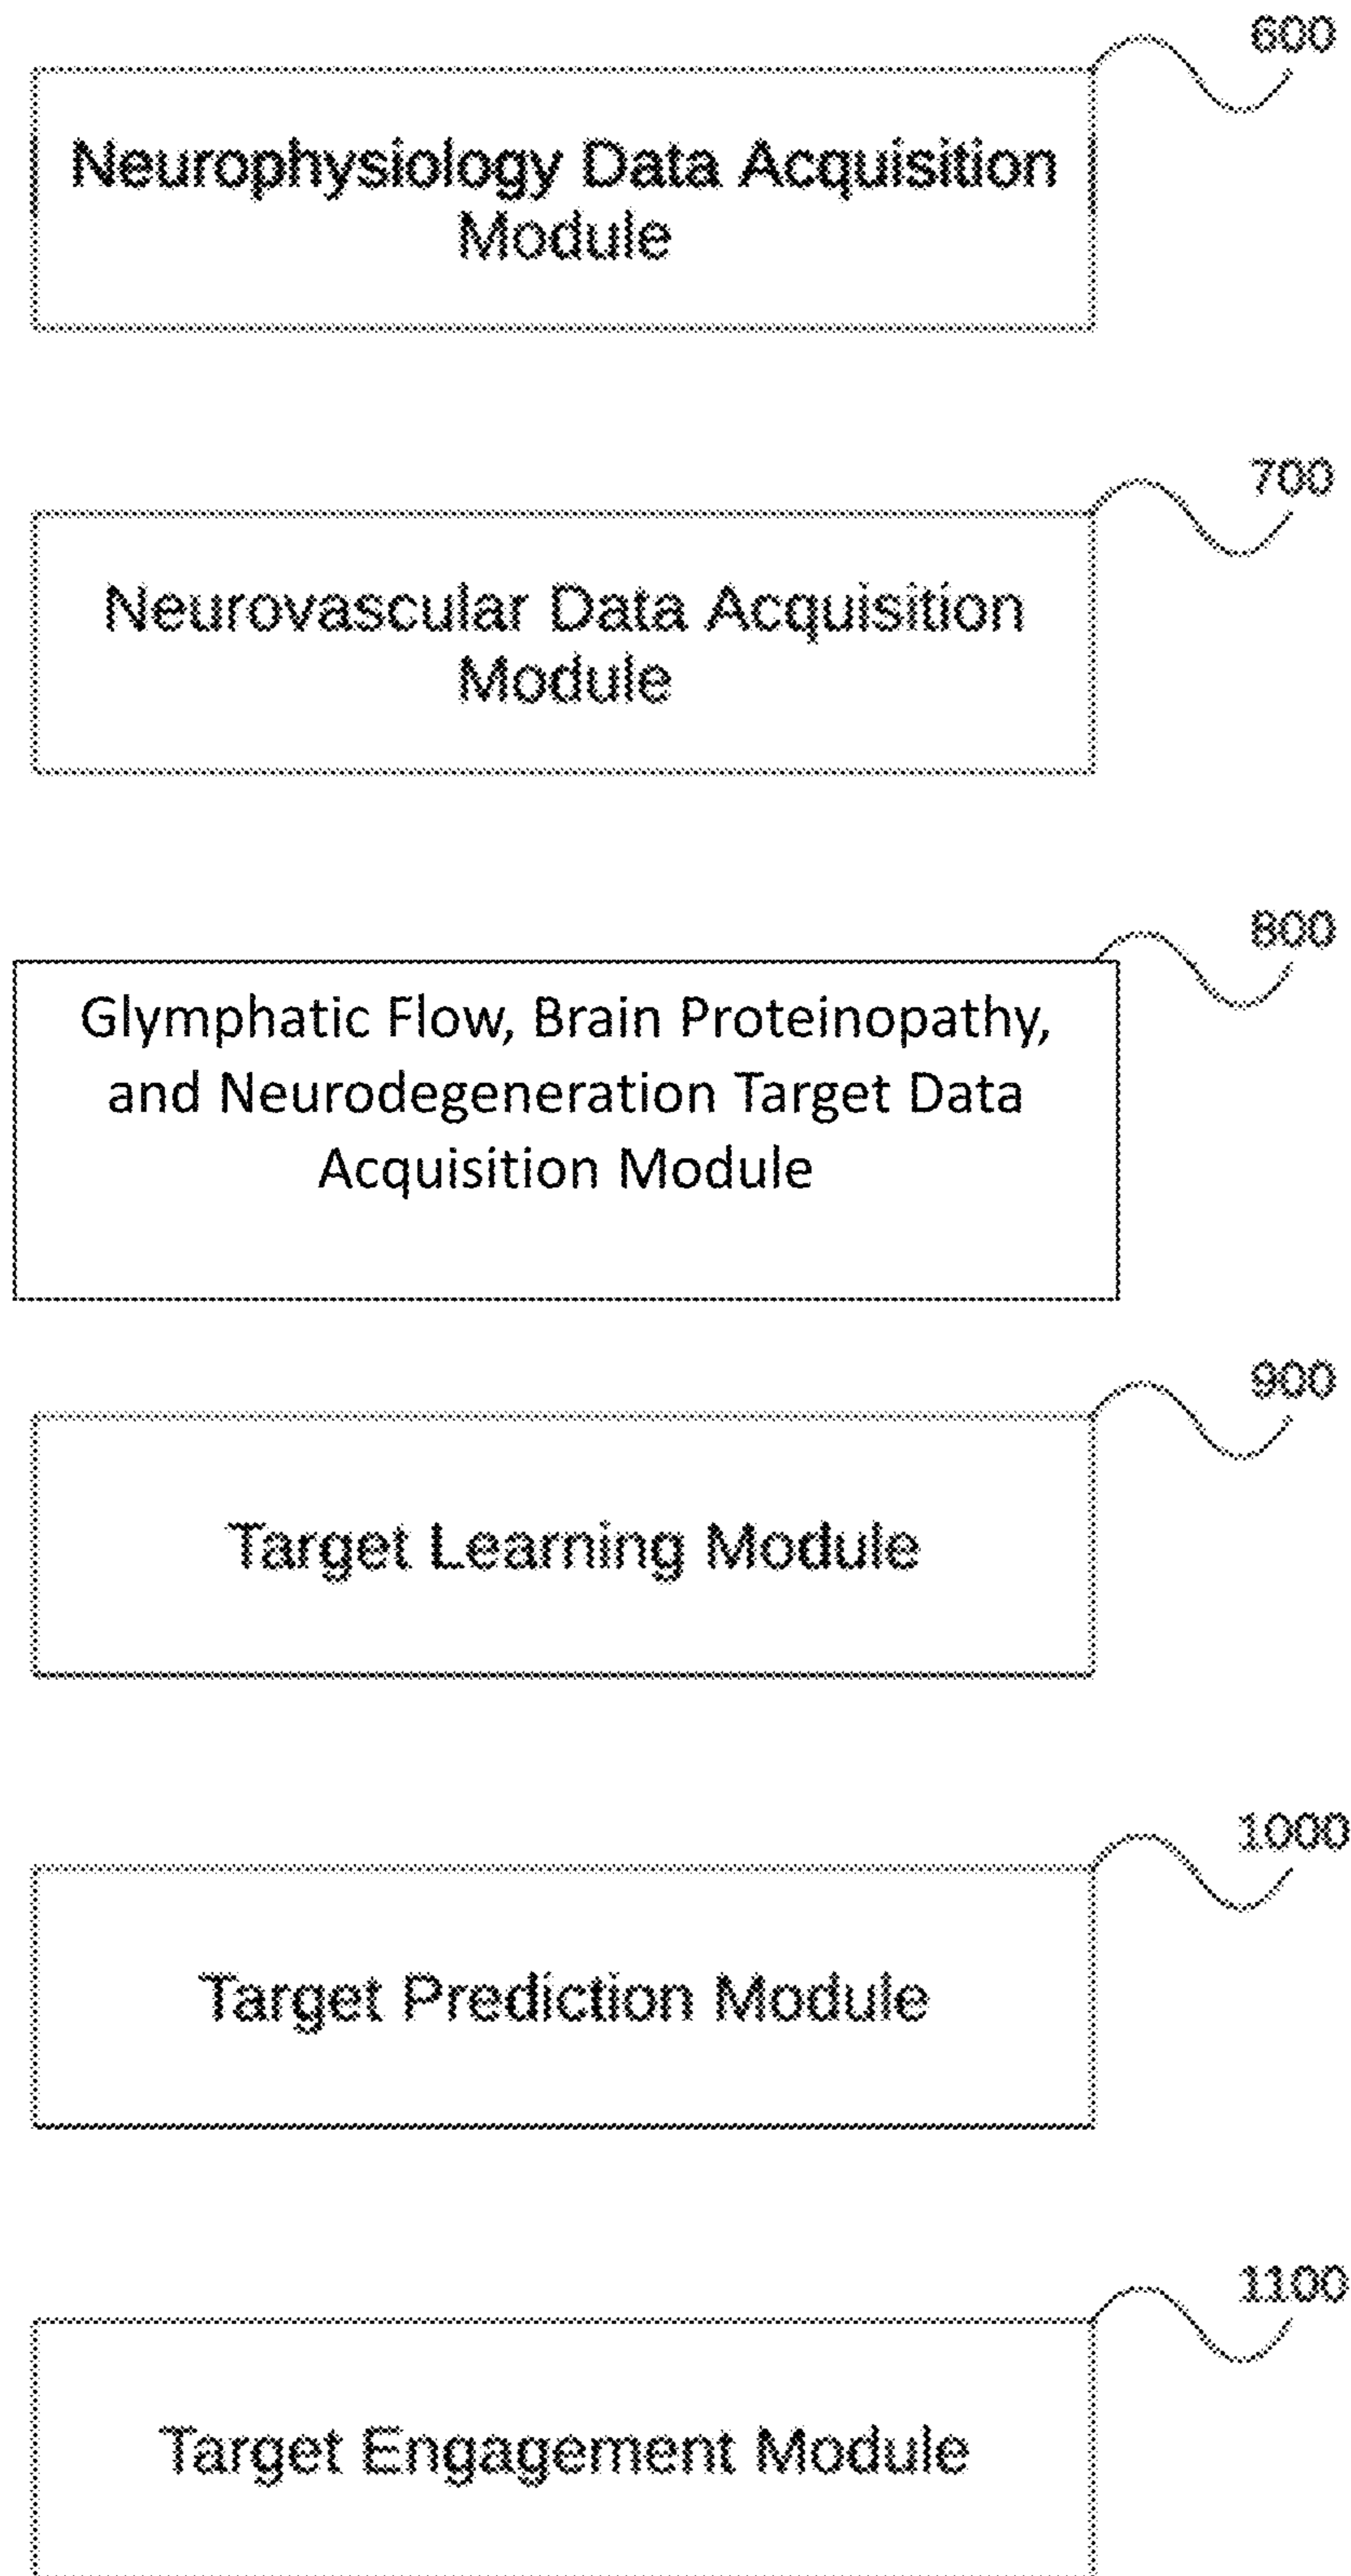 600
Neurophysiology Data Acquisition
Module
700
Neurovascular Data Acquisition
Module
800
Glymphatic Flow, Brain Proteinopathy,
and Neurodegeneration Target Data
Acquisition Module
900
Target Learning Module
1000
Target Prediction Module
1100
Target Engagement Module